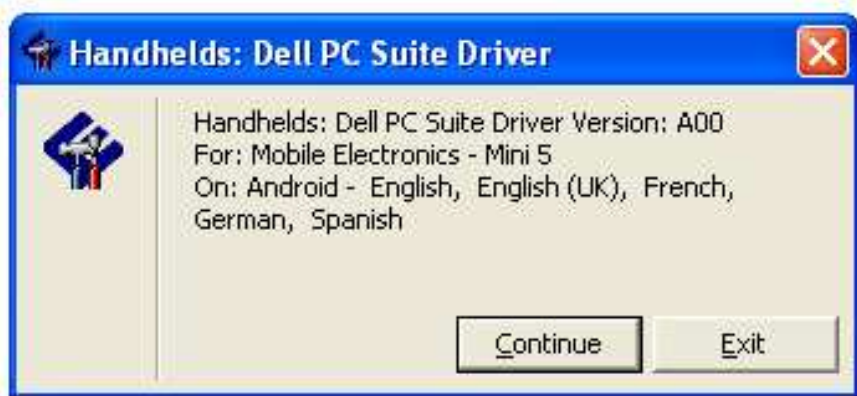 Handhelds: Dell PC Suite Driver
Handhelds: Dell PC Suite Driver Version: A00
For: Mobile Electronics - Mini 5
On: Android -  English,  English (UK),  French,
German,  Spanish
Continue
Exit